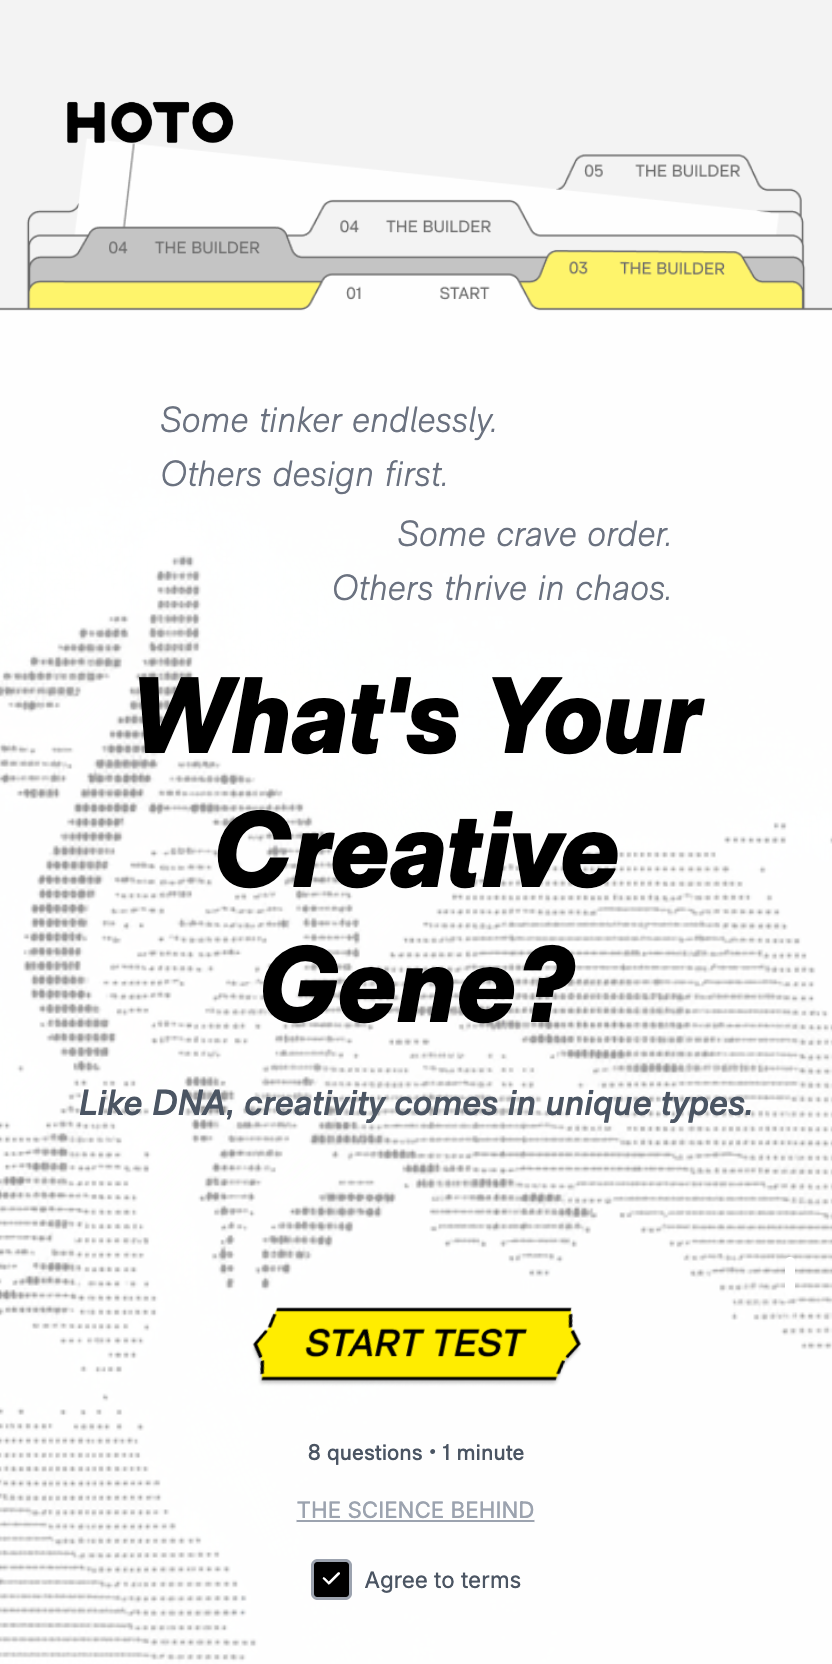 HOTO
05 THE BUILDER
04 THE BUILDER
04 THE BUILDER
03 THE BUILDER
01 START
Some tinker endlessly.
Others design first.
Some crave order.
Others thrive in chaos.
What's Your
Creative
Gene?
Like DNA, creativity comes in unique types.
START TEST
8 questions • 1 minute
THE SCIENCE BEHIND
Agree to terms